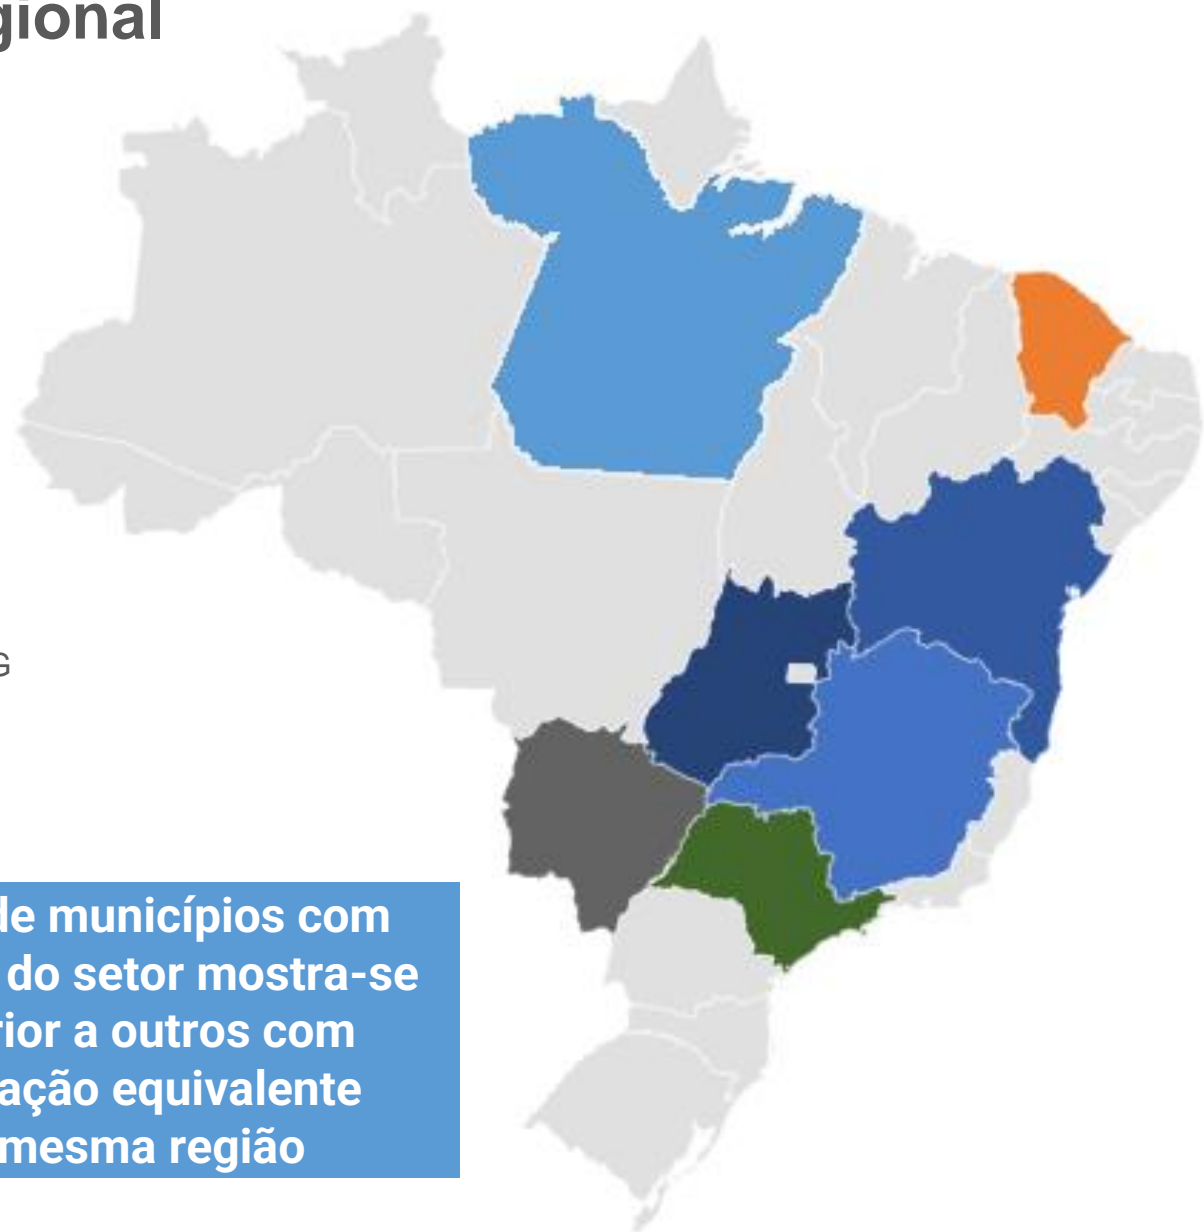 gional
G
de municípios com
do setor mostra-se
rior a outros com
ação equivalente
mesma região